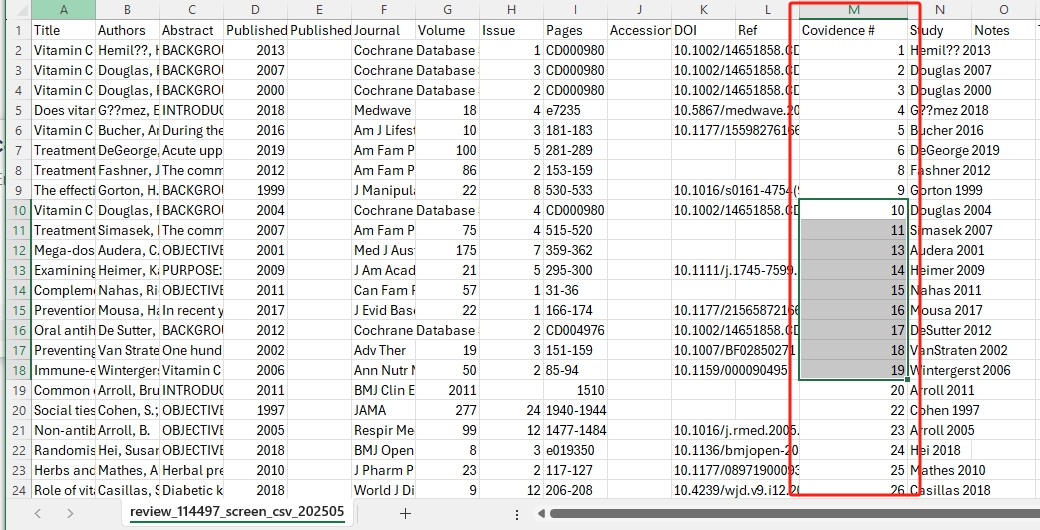 A B C D E F G H I J K L M N O
1 Title Authors Abstract Published Published Journal Volume Issue Pages Accession DOI Ref Covidence # Study Notes
2 Vitamin C Hemil??, BACKGROU 2013 Cochrane Database 1 CD000980 10.1002/14651858.CD 1 Hemil?? 2013
3 Vitamin C Douglas, BACKGROU 2007 Cochrane Database 3 CD000980 10.1002/14651858.CD 2 Douglas 2007
4 Vitamin C Douglas, BACKGROU 2000 Cochrane Database 2 CD000980 10.1002/14651858.CD 3 Douglas 2000
5 Does vitar G??mez, E INTRODUC 2018 Medwave 18 4 e7235 10.5867/medwave.20 4 G??mez 2018
6 Vitamin C Bucher, Ar During the 2016 Am J Lifest 10 3 181-183 10.1177/15598276166 5 Bucher 2016
7 Treatment DeGeorge, Acute upp 2019 Am Fam P 100 5 281-289 6 DeGeorge 2019
8 Treatment Fashner, J The comm 2012 Am Fam P 86 2 153-159 8 Fashner 2012
9 The effecti Gorton, H. BACKGROU 1999 J Manipula 22 8 530-533 10.1016/s0161-4754(9 9 Gorton 1999
10 Vitamin C Douglas, BACKGROU 2004 Cochrane Database 4 CD000980 10.1002/14651858.CD 10 Douglas 2004
11 Treatment Simasek, The comm 2007 Am Fam P 75 4 515-520 11 Simasek 2007
12 Mega-dos Audera, C. OBJECTIVE 2001 Med J Aus 175 7 359-362 13 Audera 2001
13 Examining Heimer, Ka PURPOSE: 2009 J Am Acad 21 5 295-300 10.1111/j.1745-7599. 14 Heimer 2009
14 Compleme Nahas, Ri OBJECTIVE 2011 Can Fam P 57 1 31-36 15 Nahas 2011
15 Prevention Mousa, Ha In recent y 2017 J Evid Base 22 1 166-174 10.1177/21565872166 16 Mousa 2017
16 Oral antih De Sutter, BACKGROU 2012 Cochrane Database 2 CD004976 10.1002/14651858.CD 17 DeSutter 2012
17 Preventing Van Strate One hund 2002 Adv Ther 19 3 151-159 10.1007/BF02850271 18 VanStraten 2002
18 Immune-e Wintergers Vitamin C 2006 Ann Nutr M 50 2 85-94 10.1159/000090495 19 Wintergerst 2006
19 Common c Arroll, Bru INTRODUC 2011 BMJ Clin E 2011 1510 20 Arroll 2011
20 Social ties Cohen, S.; OBJECTIVE 1997 JAMA 277 24 1940-1944 22 Cohen 1997
21 Non-antib Arroll, B. OBJECTIVE 2005 Respir Me 99 12 1477-1484 10.1016/j.rmed.2005. 23 Arroll 2005
22 Randomis Hei, Susan OBJECTIVE 2018 BMJ Open 8 3 e019350 10.1136/bmjopen-20 24 Hei 2018
23 Herbs and Mathes, A Herbal pre 2010 J Pharm P 23 2 117-127 10.1177/08971900093 25 Mathes 2010
24 Role of vit Casillas, S Diabetic k 2018 World J Di 9 12 206-208 10.4239/wjd.v9.i12.2 26 Casillas 2018
review_114497_screen_csv_202505